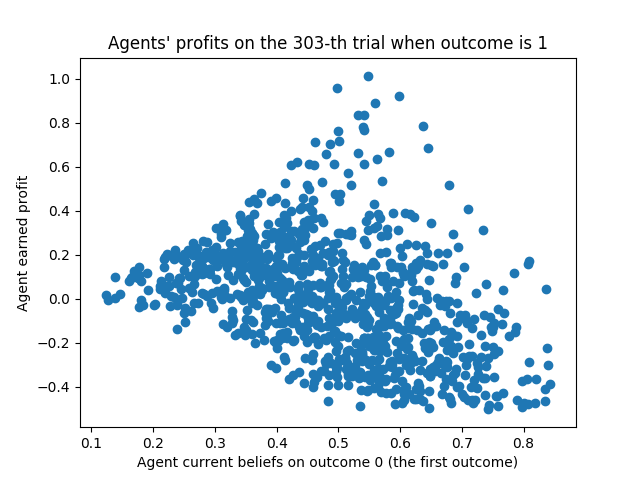 Agents' profits on the 303-th trial when outcome is 1
Agent earned profit
1.0
0.8
0.6
0.4
0.2
0.0
−0.2
−0.4
0.1 0.2 0.3 0.4 0.5 0.6 0.7 0.8
Agent current beliefs on outcome 0 (the first outcome)